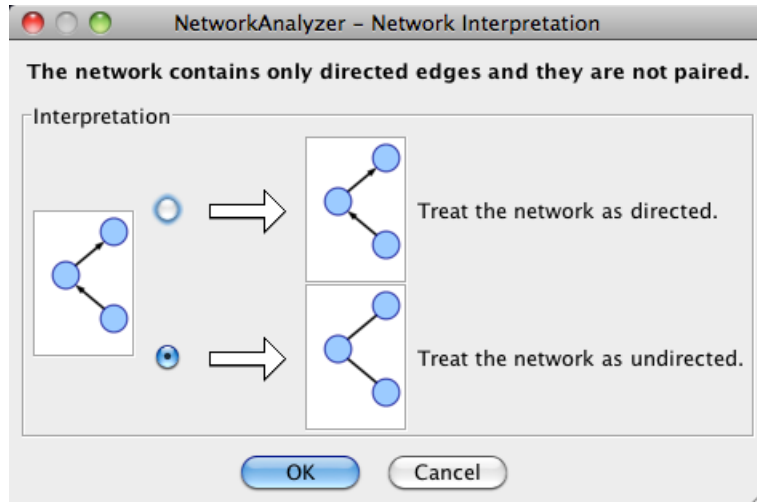 NetworkAnalyzer – Network Interpretation
The network contains only directed edges and they are not paired.
Interpretation
Treat the network as directed.
Treat the network as undirected.
OK
Cancel